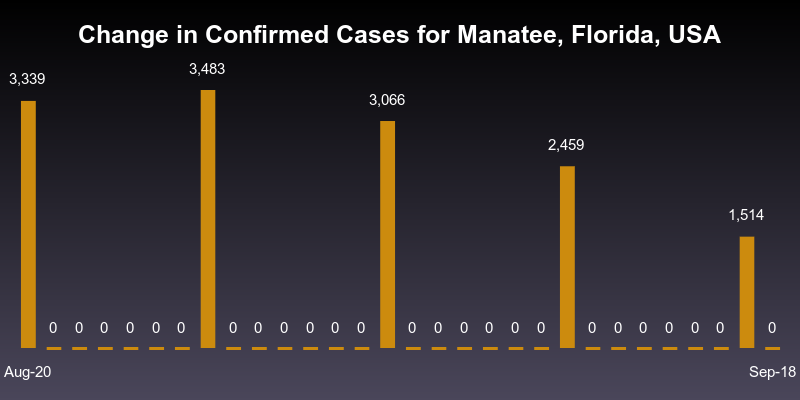 Change in Confirmed Cases for Manatee, Florida, USA
3,483
3,339
3,066
2,459
1,514
0 0 0 0 0 0 0 0 0 0 0 0 0 0 0 0 0 0 0 0 0 0 0 0 0
Aug-20 Sep-18